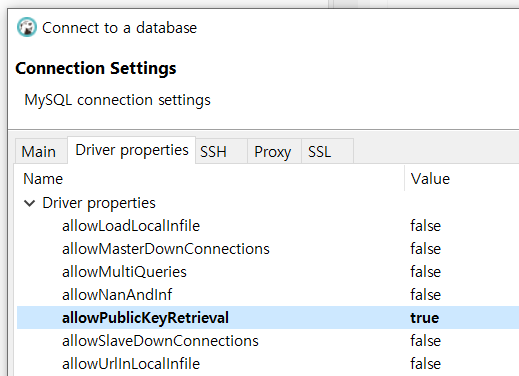 Connect to a database
Connection Settings
MySQL connection settings
Main Driver properties SSH Proxy SSL
Name Value
Driver properties
allowLoadLocalInfile false
allowMasterDownConnections false
allowMultiQueries false
allowNanAndInf false
allowPublicKeyRetrieval true
allowSlaveDownConnections false
allowUrlInLocalInfile false